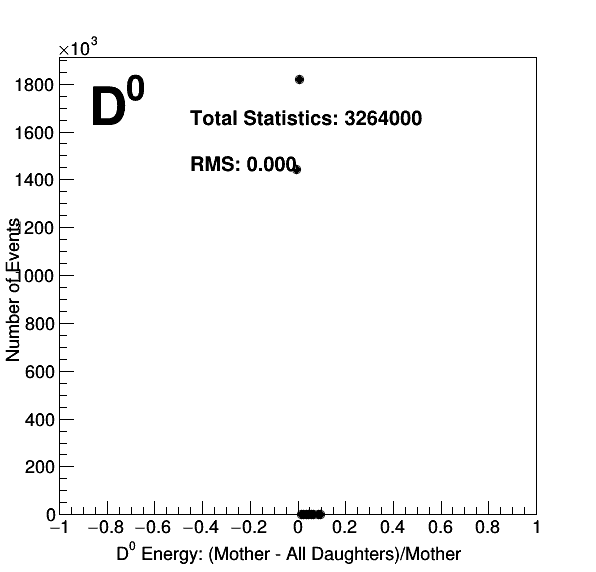 ×10³
D⁰
Total Statistics: 3264000
RMS: 0.000
1800
1600
1400
1200
1000
800
600
400
200
0
Number of Events
−1 −0.8 −0.6 −0.4 −0.2 0 0.2 0.4 0.6 0.8 1
D⁰ Energy: (Mother - All Daughters)/Mother